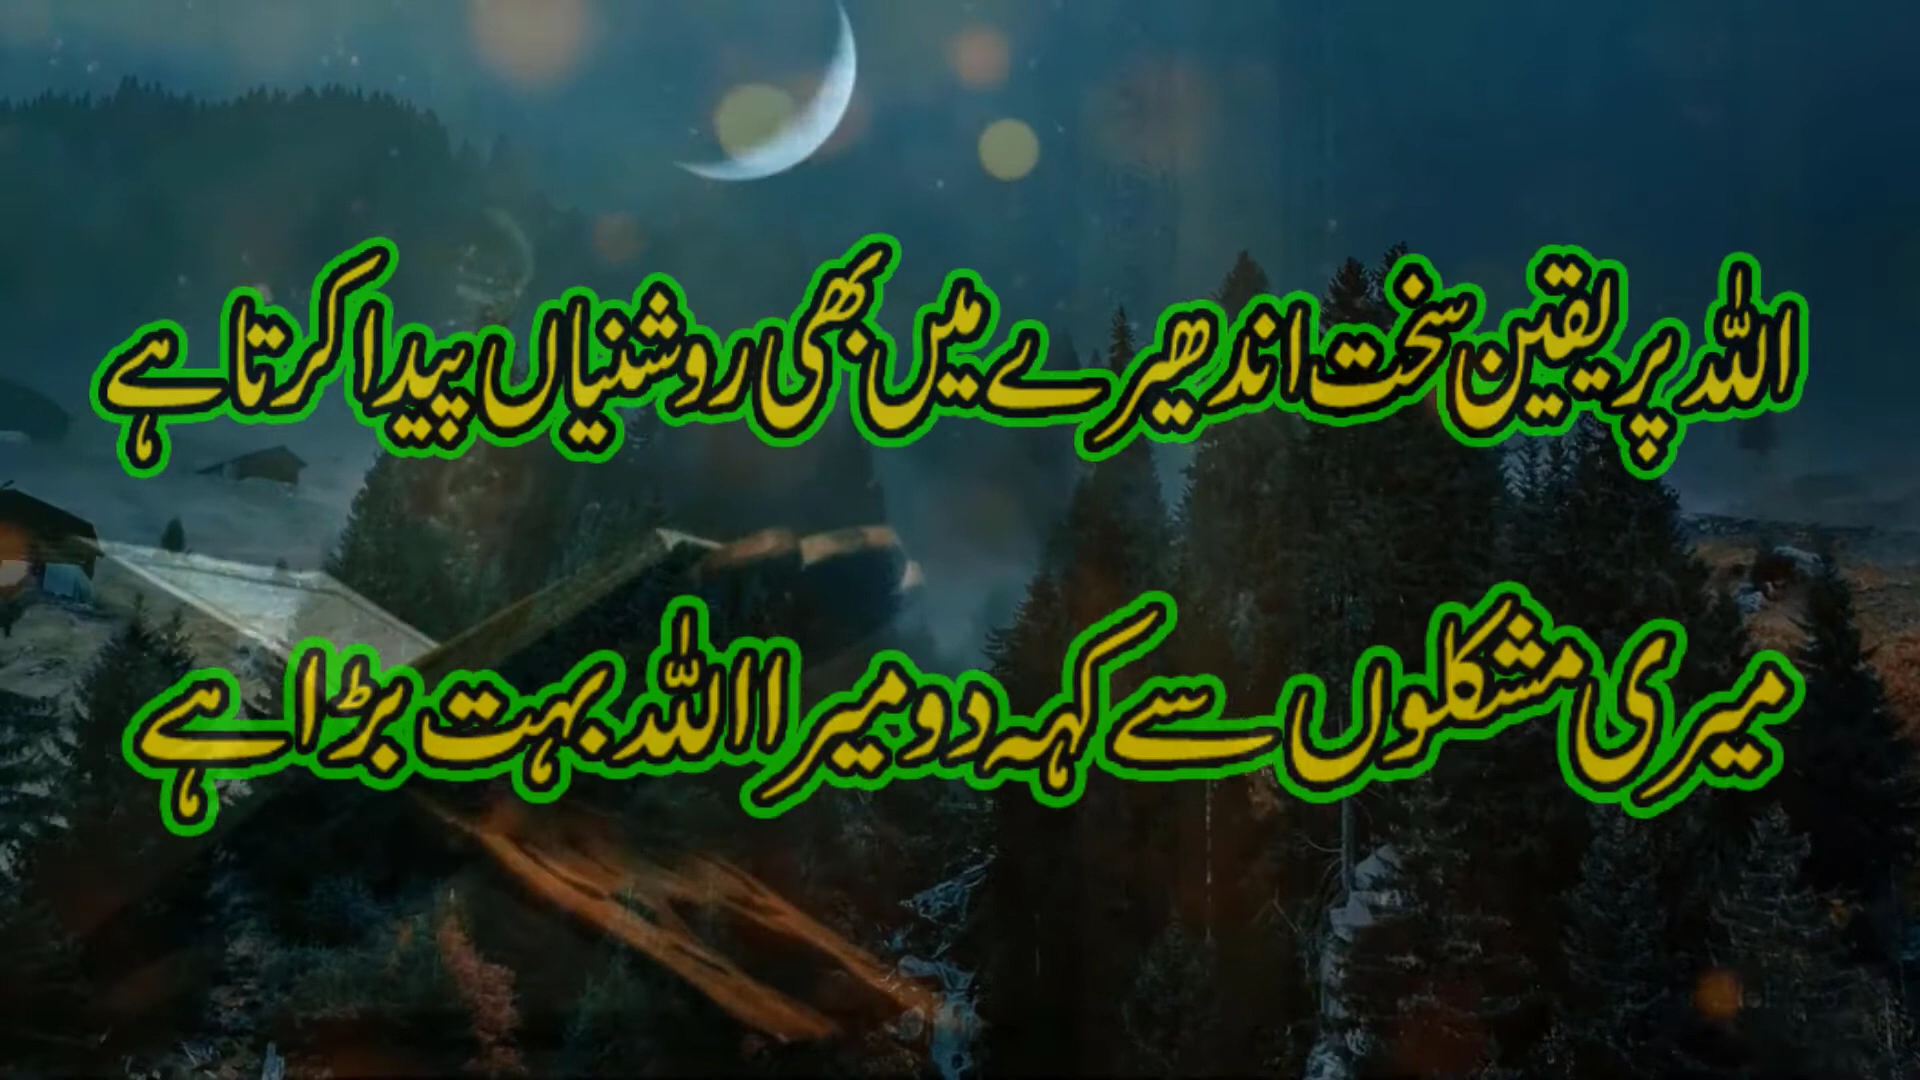 اللہ پر یقین سخت اندھیرے میں بھی روشنیاں پیدا کرتا ہے
میری مشکلوں سے کہہ دو میرا اللہ بہت بڑا ہے